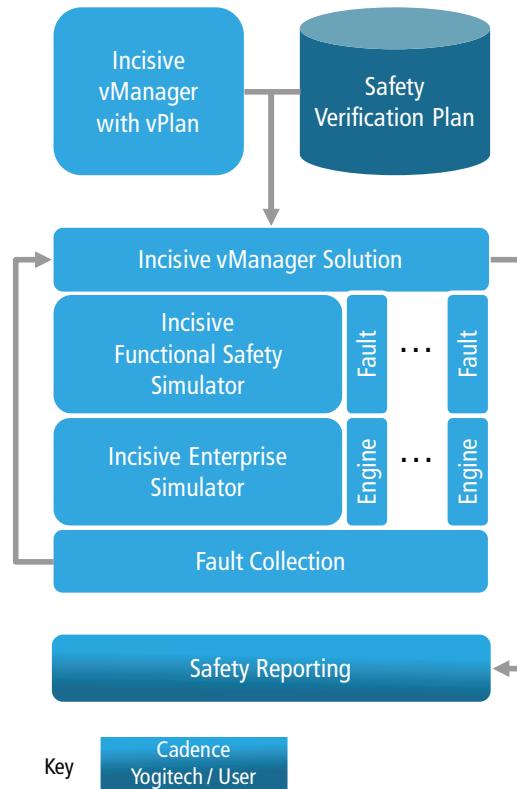 Incisive
vManager
with vPlan
Safety
Verification Plan
Incisive vManager Solution
Incisive
Functional Safety
Simulator
Fault
...
Fault
Incisive Enterprise
Simulator
Engine
...
Engine
Fault Collection
Safety Reporting
Key
Cadence
Yogitech / User